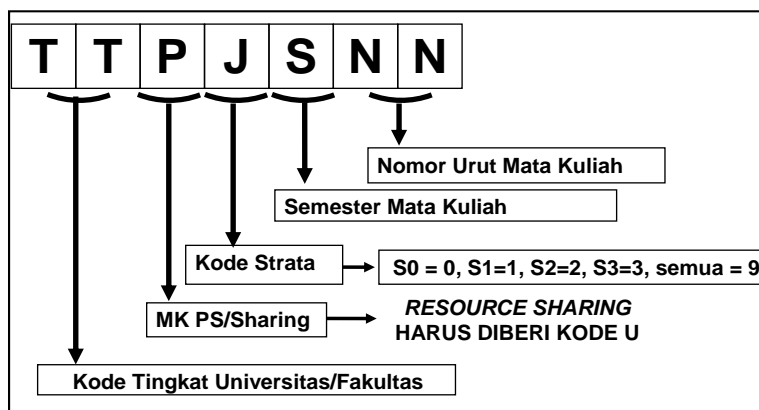 T T P J S N N
Nomor Urut Mata Kuliah
Semester Mata Kuliah
Kode Strata
S0 = 0, S1=1, S2=2, S3=3, semua = 9
MK PS/Sharing
RESOURCE SHARING
HARUS DIBERI KODE U
Kode Tingkat Universitas/Fakultas